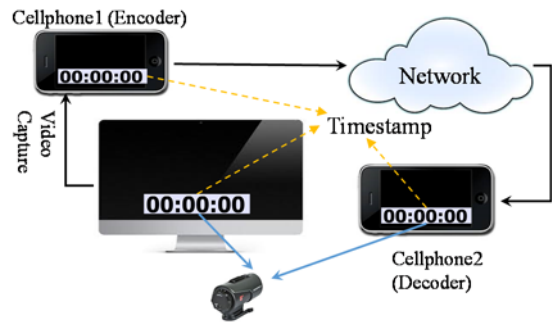 Cellphone1 (Encoder)
00:00:00
Network
Video
Capture
Timestamp
00:00:00
00:00:00
Cellphone2
(Decoder)